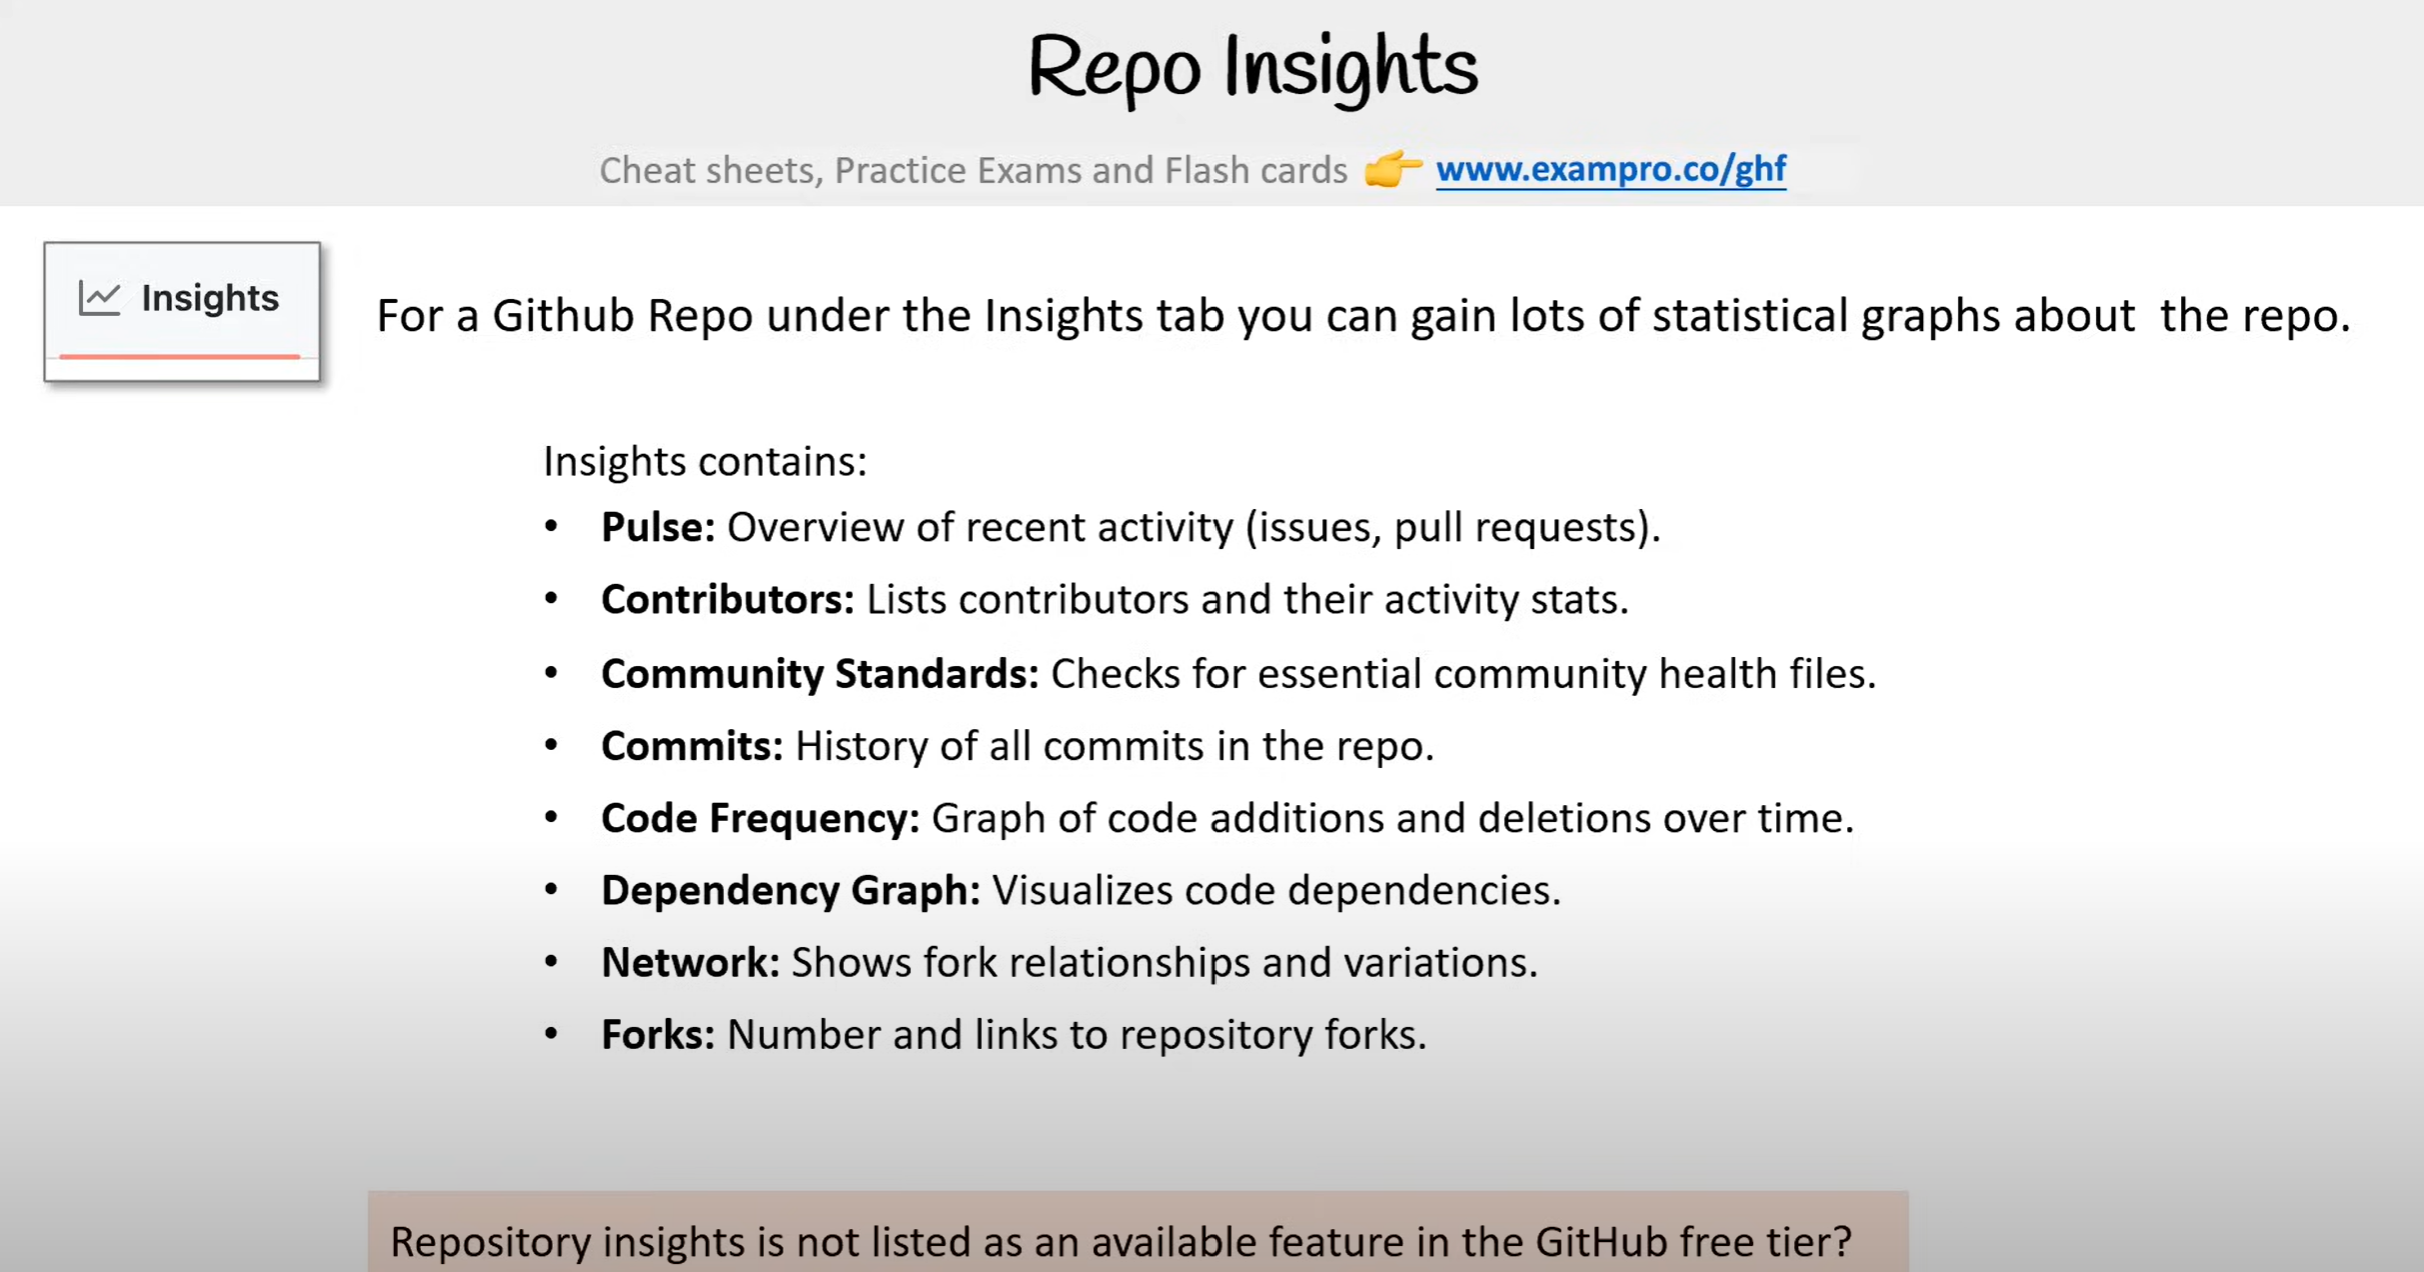 Repo Insights
Cheat sheets, Practice Exams and Flash cards 👉 www.exampro.co/ghf
Insights
For a Github Repo under the Insights tab you can gain lots of statistical graphs about  the repo.
Insights contains:
• Pulse: Overview of recent activity (issues, pull requests).
• Contributors: Lists contributors and their activity stats.
• Community Standards: Checks for essential community health files.
• Commits: History of all commits in the repo.
• Code Frequency: Graph of code additions and deletions over time.
• Dependency Graph: Visualizes code dependencies.
• Network: Shows fork relationships and variations.
• Forks: Number and links to repository forks.
Repository insights is not listed as an available feature in the GitHub free tier?